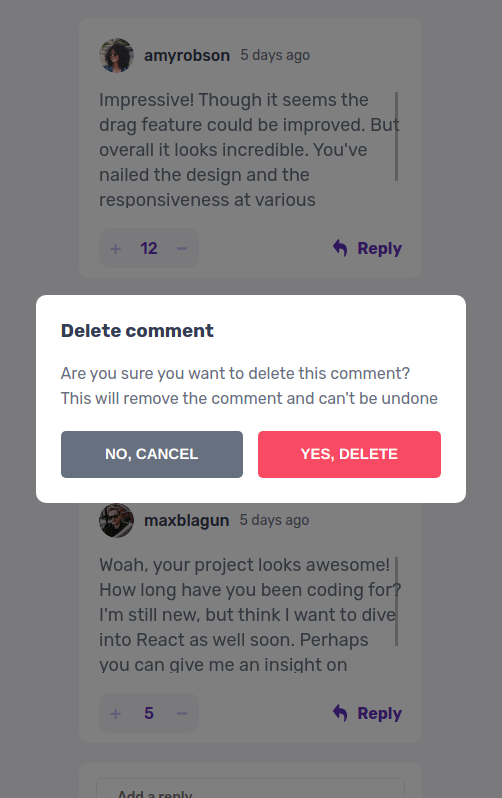 amyrobson 5 days ago
Impressive! Though it seems the
drag feature could be improved. But
overall it looks incredible. You've
nailed the design and the
responsiveness at various
+ 12 − Reply
Delete comment
Are you sure you want to delete this comment?
This will remove the comment and can't be undone
NO, CANCEL YES, DELETE
maxblagun 5 days ago
Woah, your project looks awesome!
How long have you been coding for?
I'm still new, but think I want to dive
into React as well soon. Perhaps
you can give me an insight on
+ 5 − Reply
Add a reply